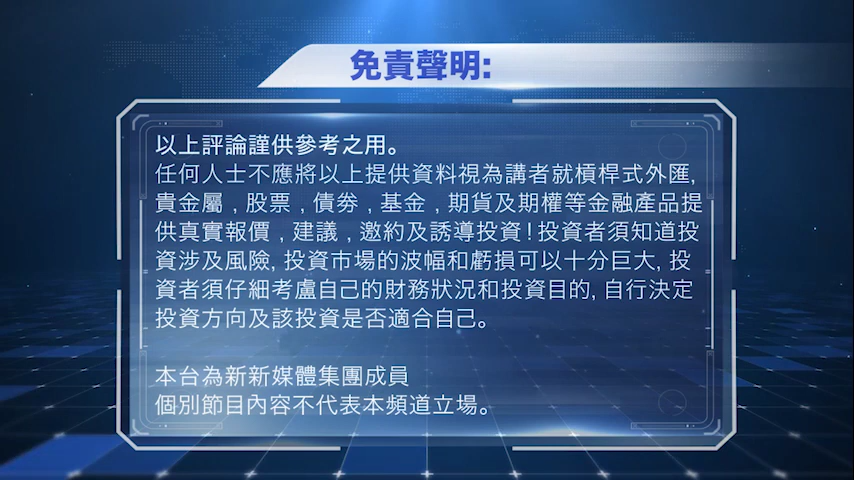 免責聲明:
以上評論謹供參考之用。
任何人士不應將以上提供資料視為講者就槓桿式外匯,
貴金屬，股票，債券，基金，期貨及期權等金融產品提
供真實報價，建議，邀約及誘導投資!投資者須知道投
資涉及風險, 投資市場的波幅和虧損可以十分巨大, 投
資者須仔細考慮自己的財務狀況和投資目的, 自行決定
投資方向及該投資是否適合自己。
本台為新新媒體集團成員
個別節目內容不代表本頻道立場。